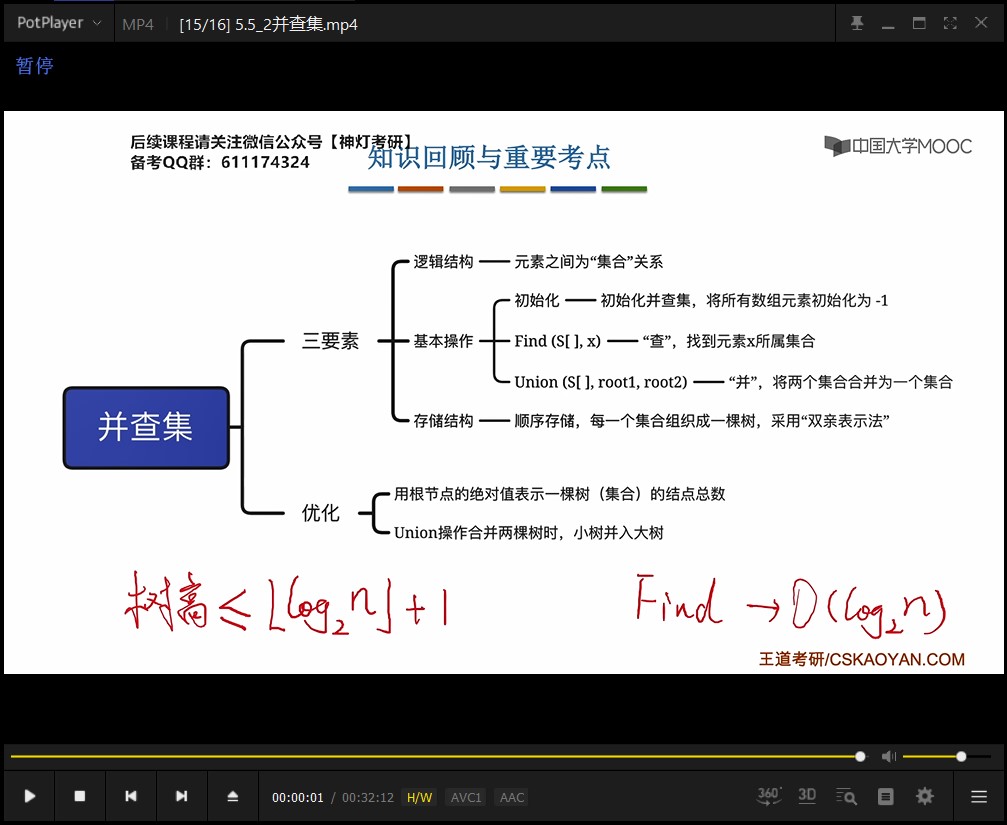 PotPlayer MP4 [15/16] 5.5_2并查集.mp4
暂停
后续课程请关注微信公众号【神灯考研】
备考QQ群：611174324
知识回顾与重要考点
中国大学MOOC
并查集
三要素
逻辑结构 元素之间为“集合”关系
基本操作
初始化 初始化并查集，将所有数组元素初始化为 -1
Find (S[ ], x) “查”，找到元素x所属集合
Union (S[ ], root1, root2) “并”，将两个集合合并为一个集合
存储结构 顺序存储，每一个集合组织成一棵树，采用“双亲表示法”
优化
用根节点的绝对值表示一棵树（集合）的结点总数
Union操作合并两棵树时，小树并入大树
树高 ≤ ⌊log₂n⌋ + 1
Find → O(log₂n)
王道考研/CSKAOYAN.COM
00:00:01 / 00:32:12 H/W AVC1 AAC
360° 3D